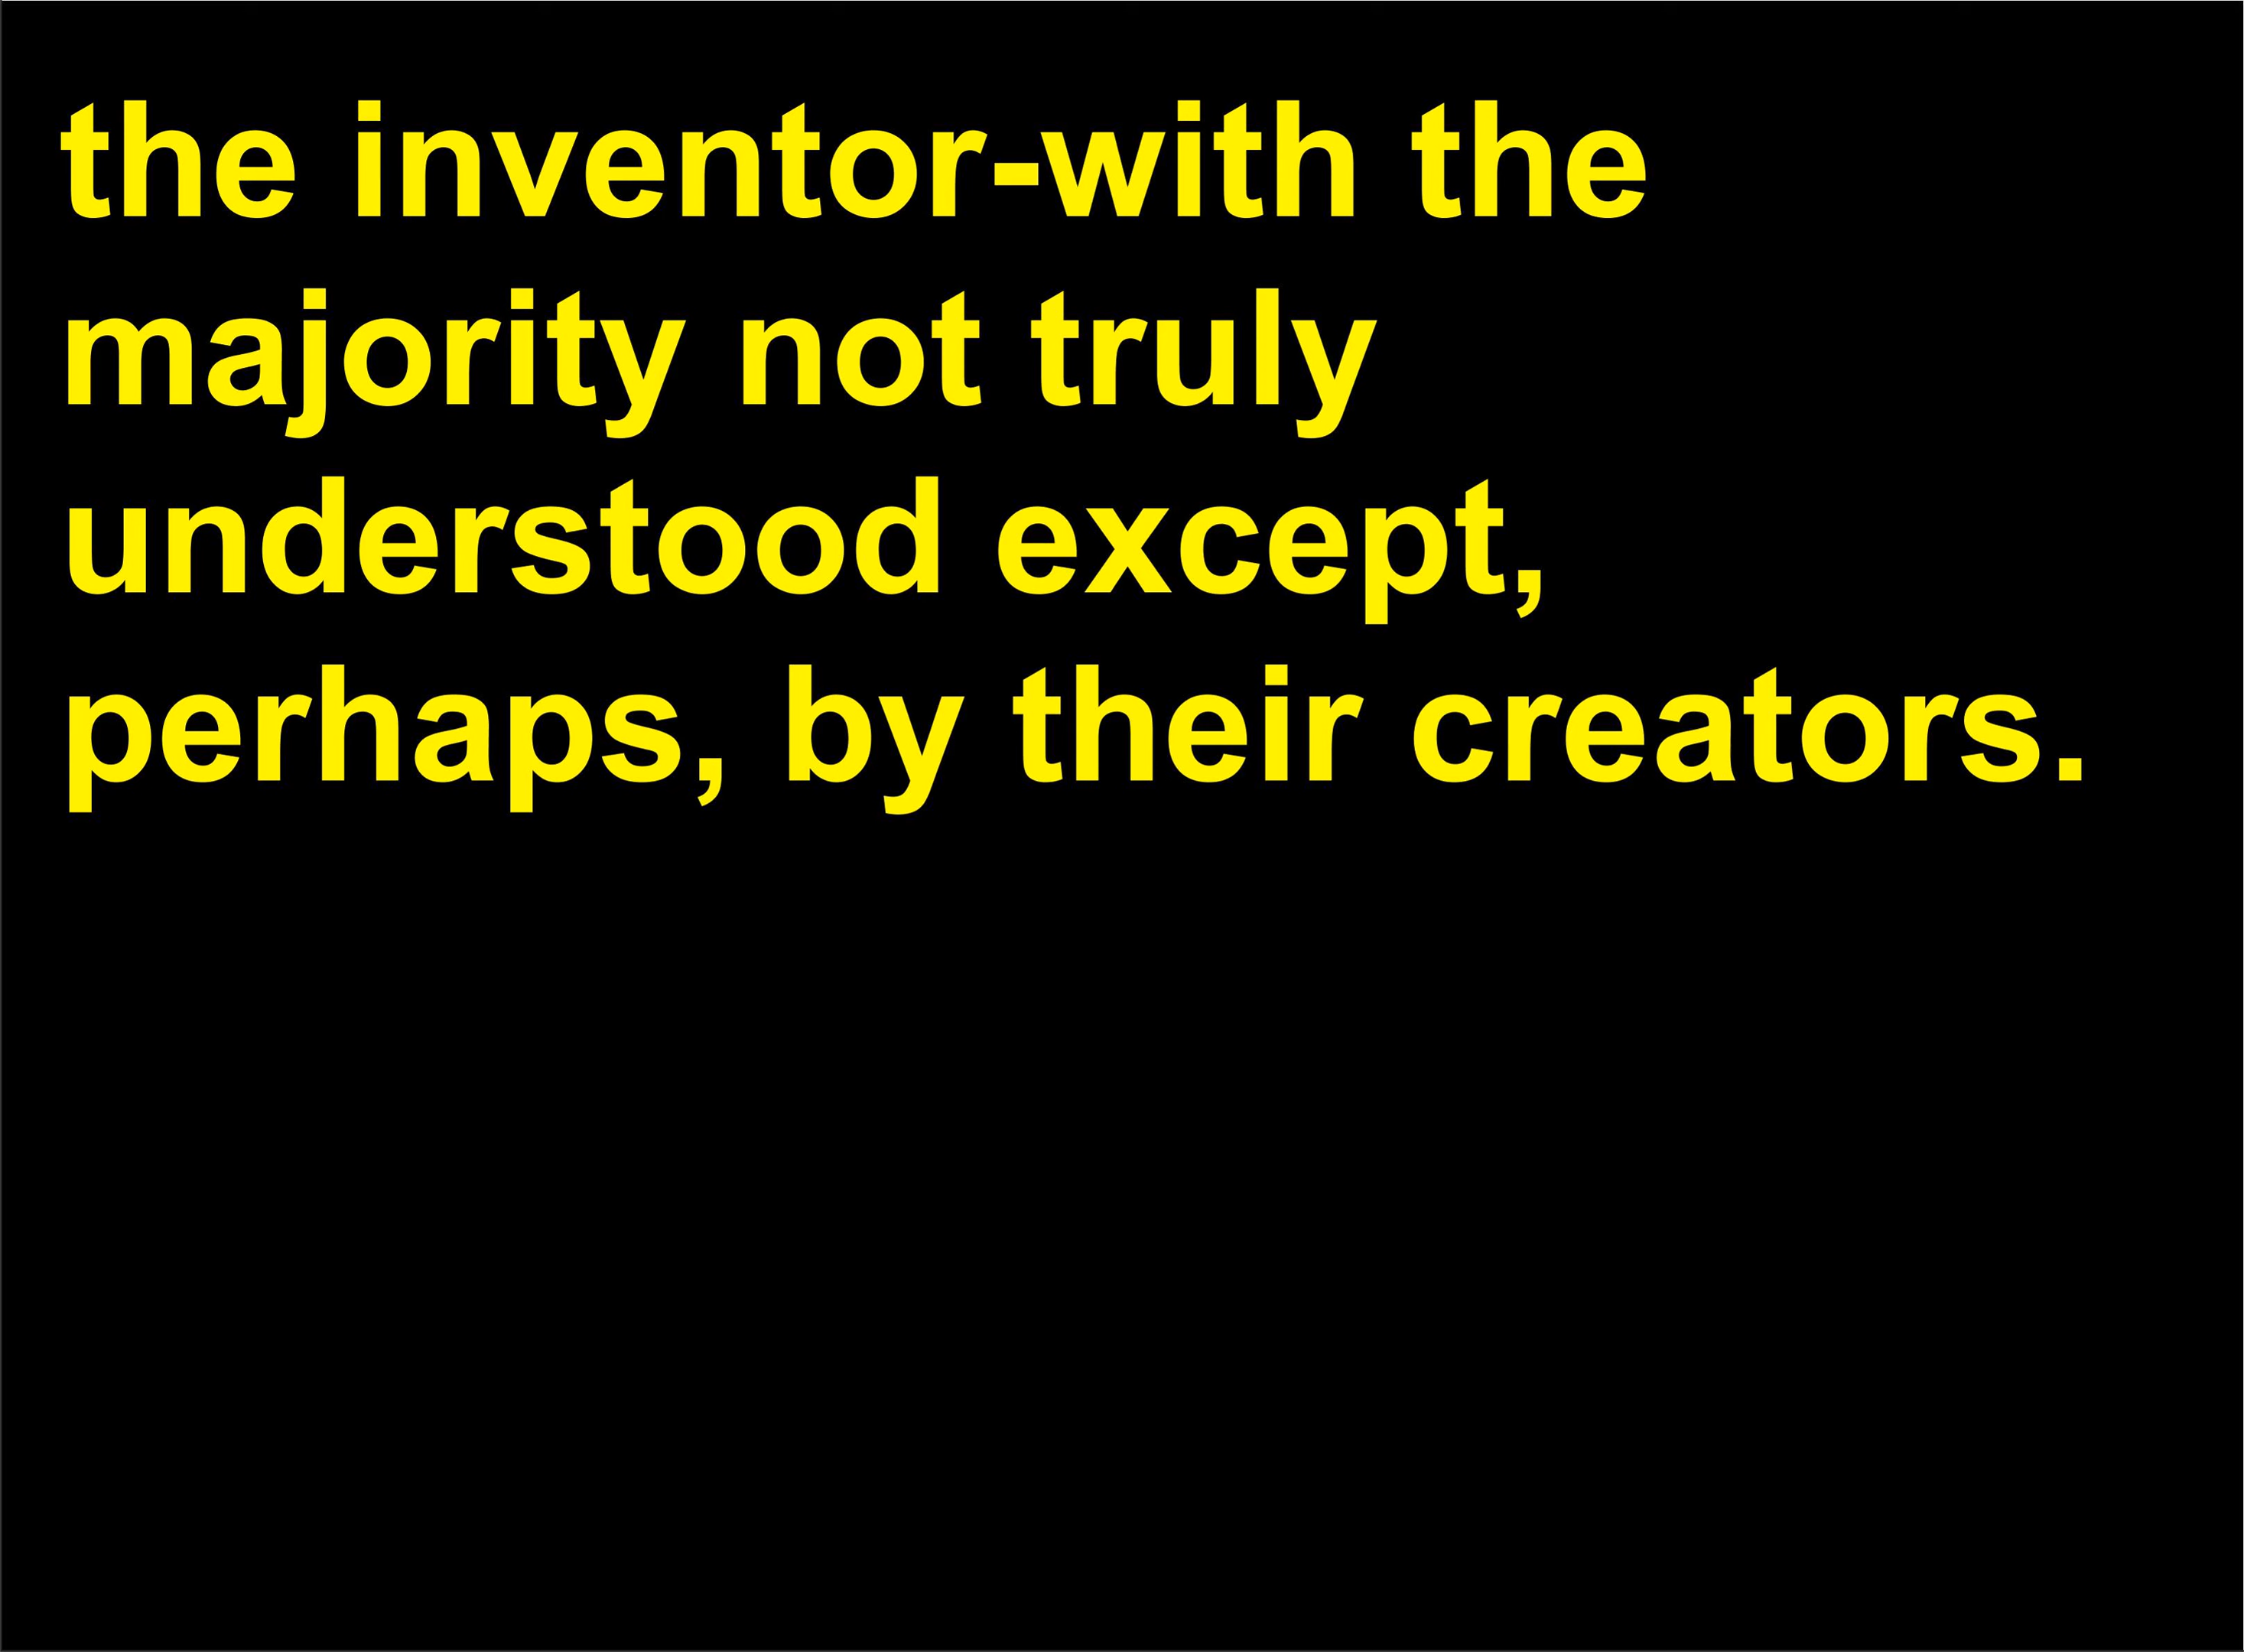 the inventor-with the
majority not truly
understood except,
perhaps, by their creators.